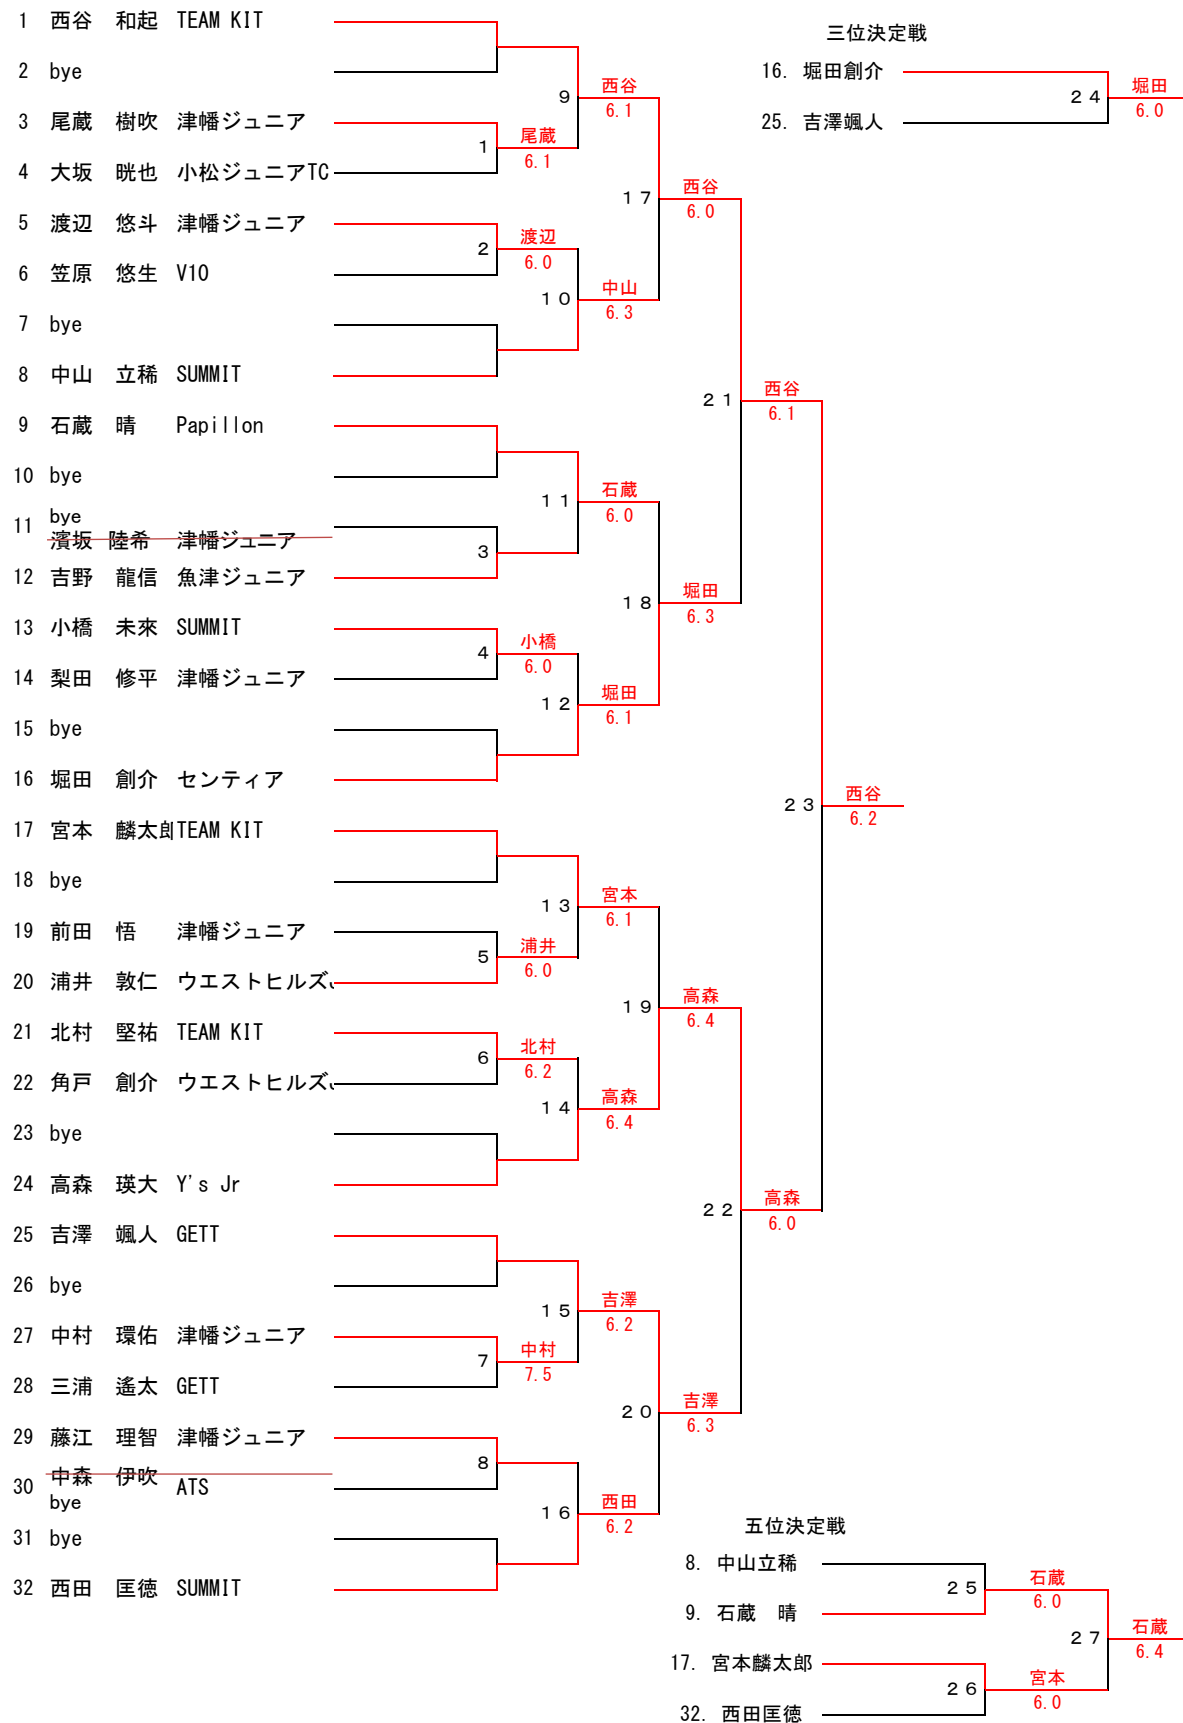 1 西谷 和起 TEAM KIT
2 bye
3 尾蔵 樹吹 津幡ジュニア
4 大坂 晄也 小松ジュニアTC
5 渡辺 悠斗 津幡ジュニア
6 笠原 悠生 V10
7 bye
8 中山 立稀 SUMMIT
9 石蔵 晴 Papillon
10 bye
bye
11 濱坂 陸希 津幡ジュニア
12 吉野 龍信 魚津ジュニア
13 小橋 未來 SUMMIT
14 梨田 修平 津幡ジュニア
15 bye
16 堀田 創介 センティア
17 宮本 麟太郎 TEAM KIT
18 bye
19 前田 悟 津幡ジュニア
20 浦井 敦仁 ウエストヒルズ
21 北村 堅祐 TEAM KIT
22 角戸 創介 ウエストヒルズ
23 bye
24 高森 瑛大 Y's Jr
25 吉澤 颯人 GETT
26 bye
27 中村 環佑 津幡ジュニア
28 三浦 遙太 GETT
29 藤江 理智 津幡ジュニア
30 中森 伊吹 ATS
bye
31 bye
32 西田 匡徳 SUMMIT
1 尾蔵
6.1
2 渡辺
6.0
3
4 小橋
6.0
5 浦井
6.0
6 北村
6.2
7 中村
7.5
8
9 西谷
6.1
10 中山
6.3
11 石蔵
6.0
12 堀田
6.1
13 宮本
6.1
14 高森
6.4
15 吉澤
6.2
16 西田
6.2
17 西谷
6.0
18 堀田
6.3
19 高森
6.4
20 吉澤
6.3
21 西谷
6.1
22 高森
6.0
23 西谷
6.2
三位決定戦
16. 堀田創介
25. 吉澤颯人
24 堀田
6.0
五位決定戦
8. 中山立稀
9. 石蔵 晴
17. 宮本麟太郎
32. 西田匡徳
25 石蔵
6.0
26 宮本
6.0
27 石蔵
6.4